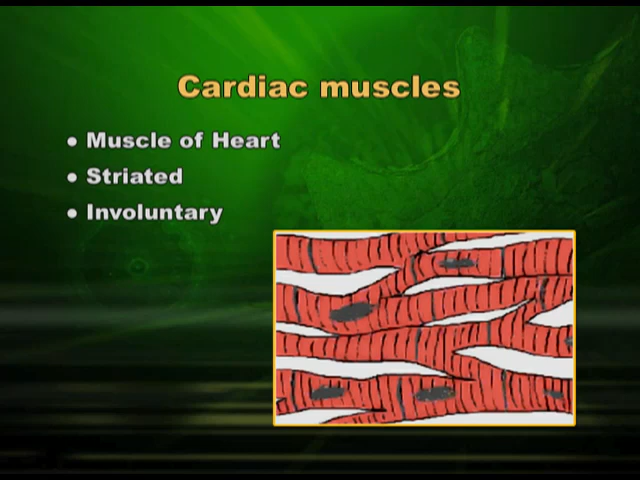 Cardiac muscles
• Muscle of Heart
• Striated
• Involuntary